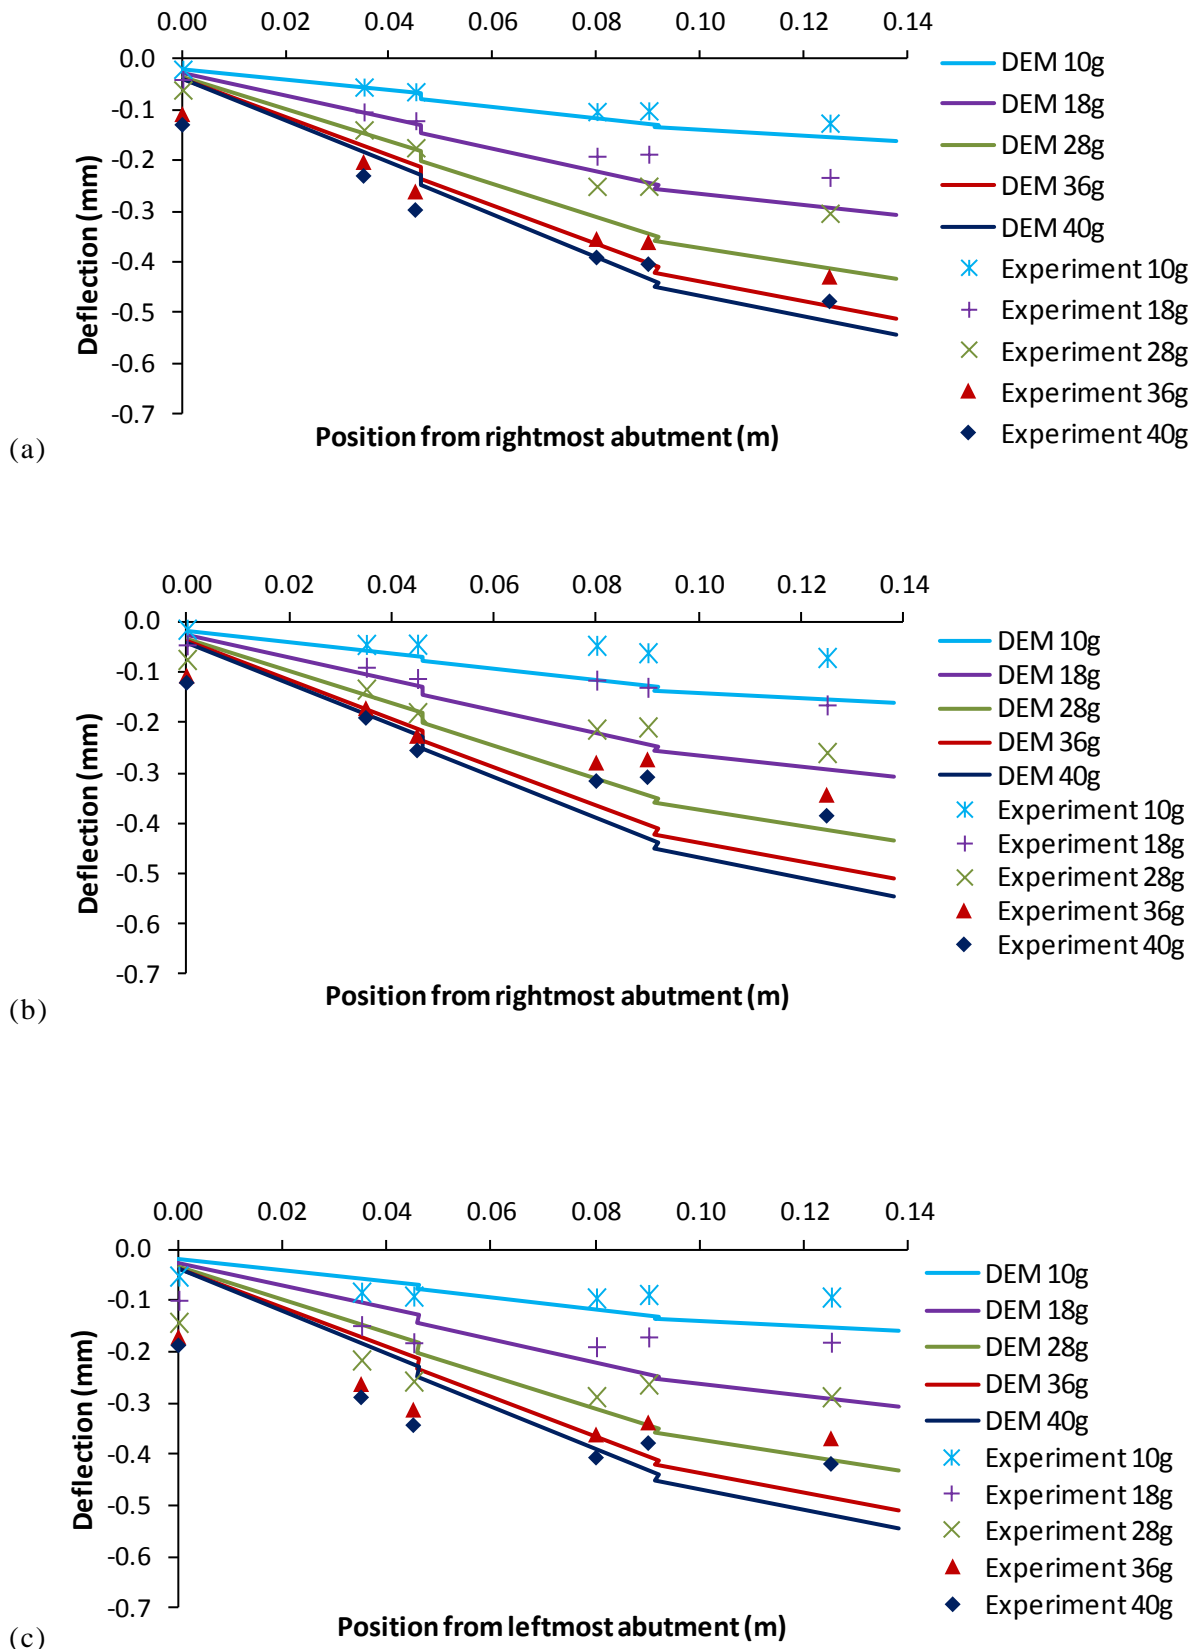 0.00 0.02 0.04 0.06 0.08 0.10 0.12 0.14
0.0
-0.1
-0.2
-0.3
-0.4
-0.5
-0.6
-0.7
Deflection (mm)
Position from rightmost abutment (m)
DEM 10g
DEM 18g
DEM 28g
DEM 36g
DEM 40g
Experiment 10g
Experiment 18g
Experiment 28g
Experiment 36g
Experiment 40g
(a)
0.00 0.02 0.04 0.06 0.08 0.10 0.12 0.14
0.0
-0.1
-0.2
-0.3
-0.4
-0.5
-0.6
-0.7
Deflection (mm)
Position from rightmost abutment (m)
DEM 10g
DEM 18g
DEM 28g
DEM 36g
DEM 40g
Experiment 10g
Experiment 18g
Experiment 28g
Experiment 36g
Experiment 40g
(b)
0.00 0.02 0.04 0.06 0.08 0.10 0.12 0.14
0.0
-0.1
-0.2
-0.3
-0.4
-0.5
-0.6
-0.7
Deflection (mm)
Position from leftmost abutment (m)
DEM 10g
DEM 18g
DEM 28g
DEM 36g
DEM 40g
Experiment 10g
Experiment 18g
Experiment 28g
Experiment 36g
Experiment 40g
(c)